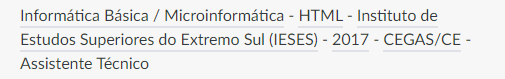 Informática Básica / Microinformática - HTML - Instituto de
Estudos Superiores do Extremo Sul (IESES) - 2017 - CEGAS/CE -
Assistente Técnico